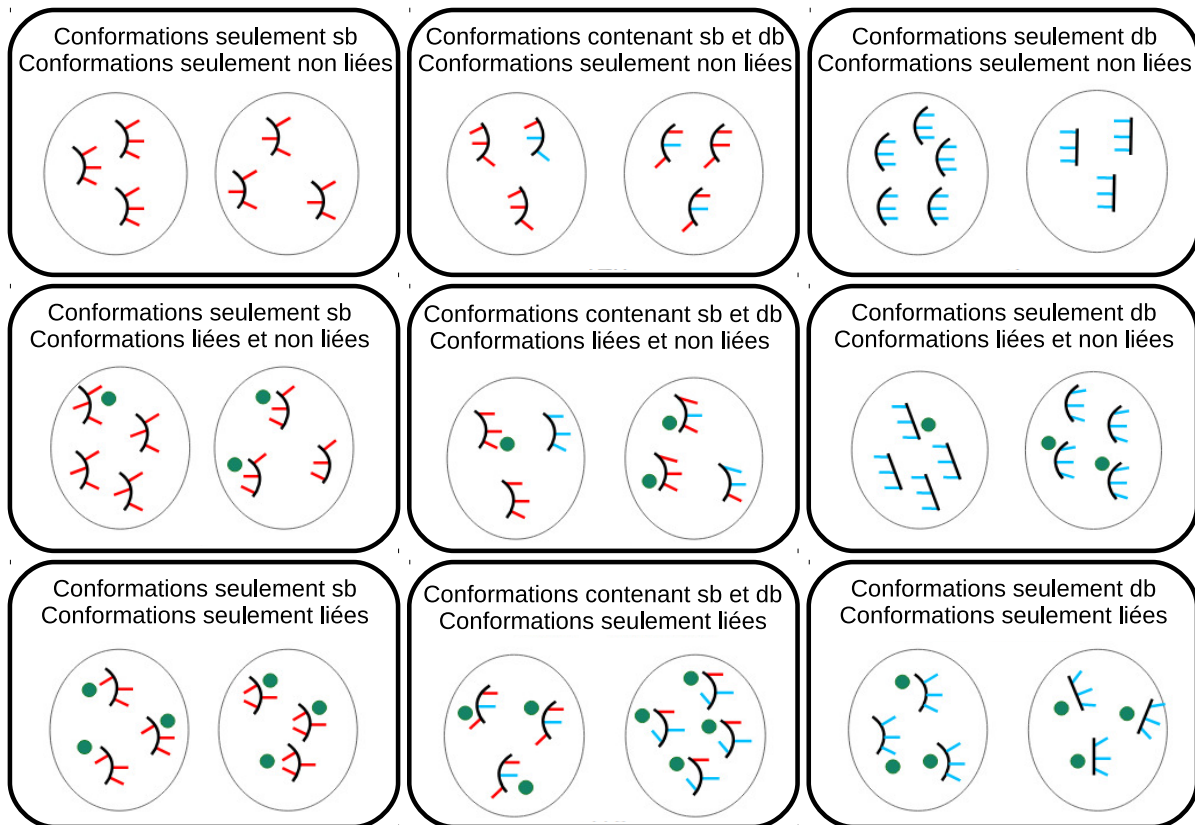 Conformations seulement sb
Conformations seulement non liées
Conformations contenant sb et db
Conformations seulement non liées
Conformations seulement db
Conformations seulement non liées
Conformations seulement sb
Conformations liées et non liées
Conformations contenant sb et db
Conformations liées et non liées
Conformations seulement db
Conformations liées et non liées
Conformations seulement sb
Conformations seulement liées
Conformations contenant sb et db
Conformations seulement liées
Conformations seulement db
Conformations seulement liées